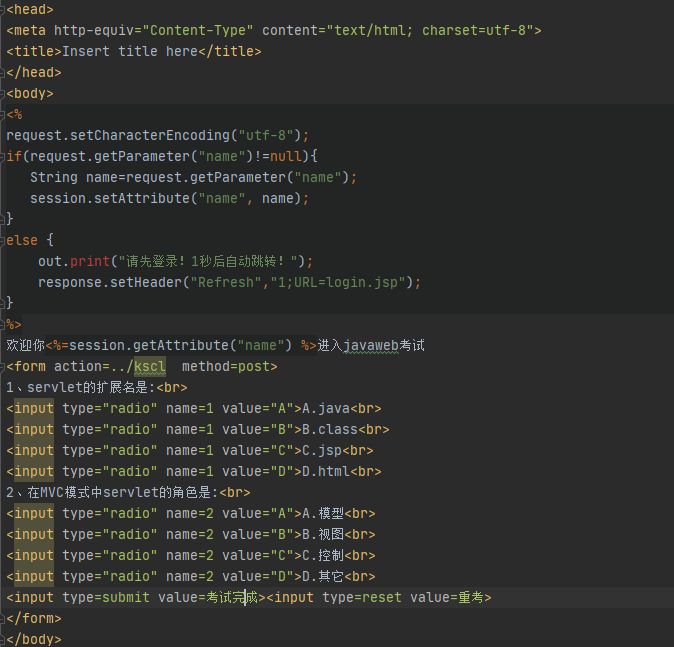 <head>
<meta http-equiv="Content-Type" content="text/html; charset=utf-8">
<title>Insert title here</title>
</head>
<body>
<%
request.setCharacterEncoding("utf-8");
if(request.getParameter("name")!=null){
   String name=request.getParameter("name");
   session.setAttribute("name", name);
}
else {
    out.print("请先登录！1秒后自动跳转！");
    response.setHeader("Refresh","1;URL=login.jsp");
}
%>
欢迎你<%=session.getAttribute("name") %>进入javaweb考试
<form action=../kscl  method=post>
1、servlet的扩展名是:<br>
<input type="radio" name=1 value="A">A.java<br>
<input type="radio" name=1 value="B">B.class<br>
<input type="radio" name=1 value="C">C.jsp<br>
<input type="radio" name=1 value="D">D.html<br>
2、在MVC模式中servlet的角色是:<br>
<input type="radio" name=2 value="A">A.模型<br>
<input type="radio" name=2 value="B">B.视图<br>
<input type="radio" name=2 value="C">C.控制<br>
<input type="radio" name=2 value="D">D.其它<br>
<input type=submit value=考试完成><input type=reset value=重考>
</form>
</body>